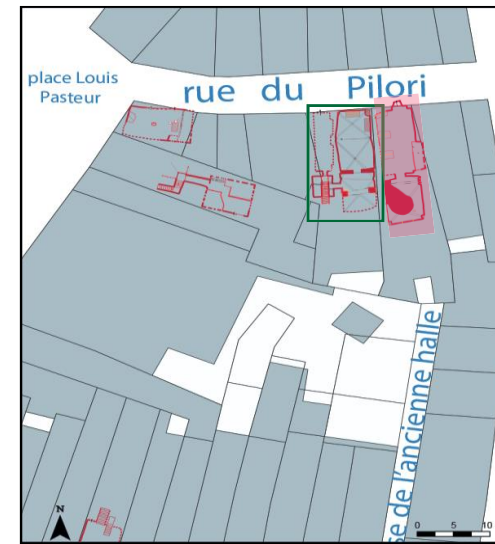 place Louis
Pasteur
rue du Pilori
se de l'ancienne halle
N
0 5 10